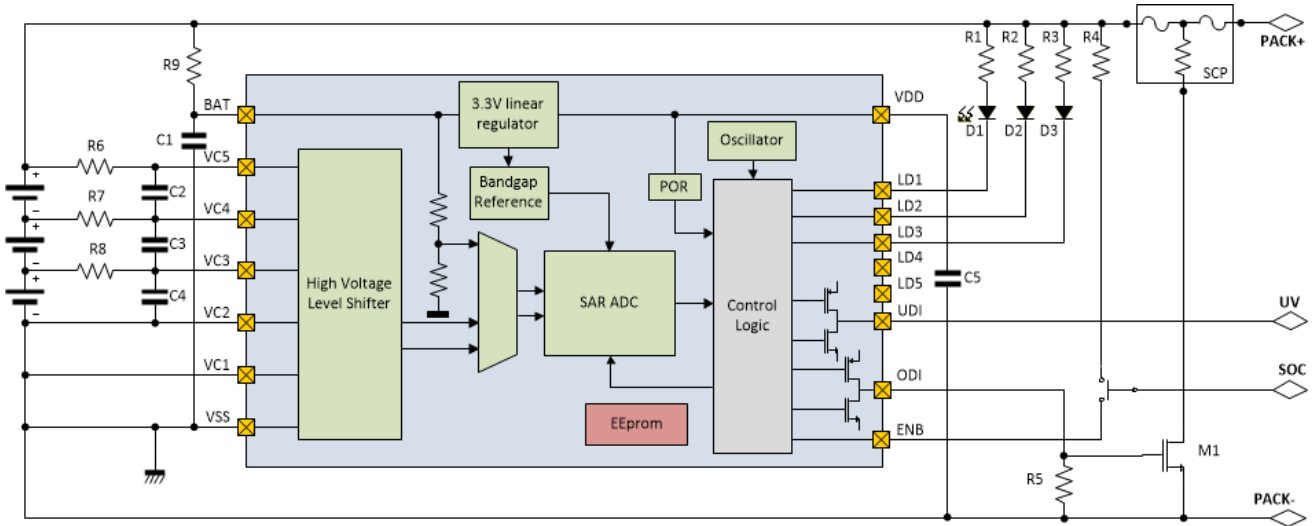 R1
R2
R3
R4
PACK+
SCP
R9
BAT
3.3V linear
regulator
VDD
C1
Oscillator
D1
D2
D3
R6
VC5
Bandgap
Reference
POR
LD1
C2
R7
VC4
LD2
C3
R8
VC3
LD3
LD4
C4
High Voltage
Level Shifter
SAR ADC
Control
Logic
LD5
C5
VC2
UDI
UV
VC1
ODI
SOC
VSS
EEprom
ENB
M1
R5
PACK-
+
−
+
−
+
−